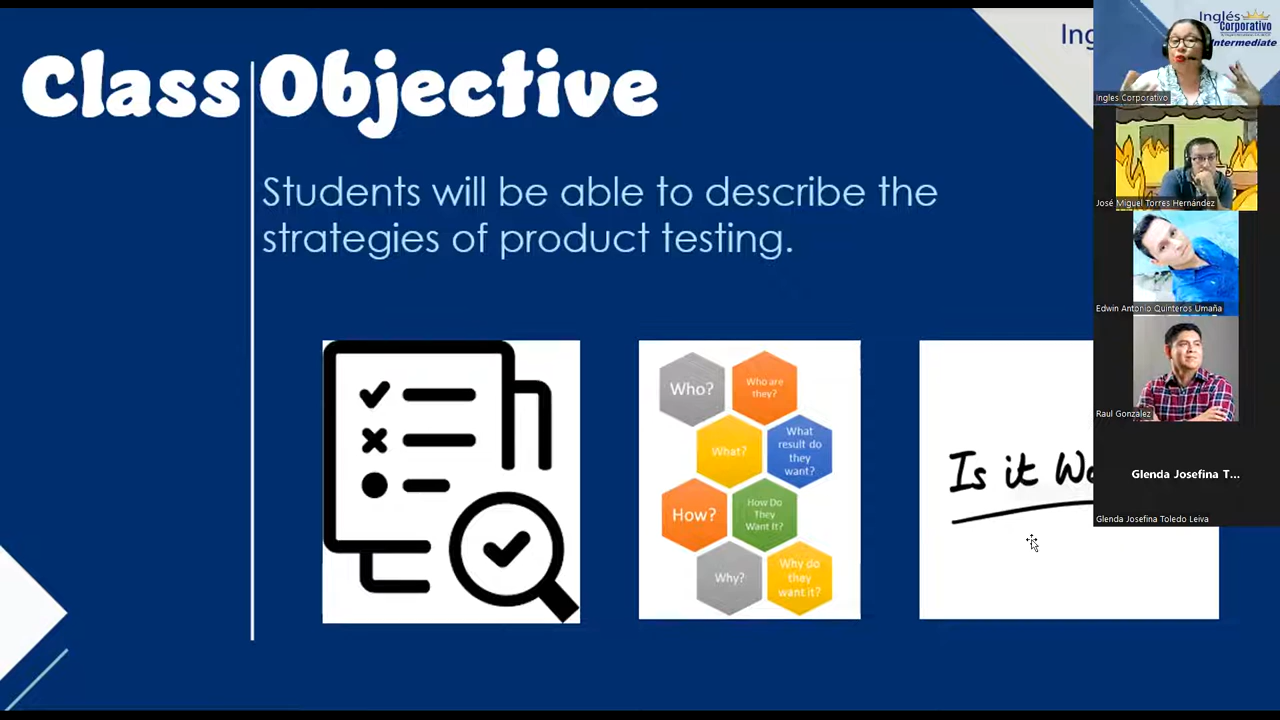 Class Objective
Students will be able to describe the
strategies of product testing.
Who?
Who are
they?
What?
What
result do
they
want?
How?
How Do
They
Want It?
Why?
Why do
they
want it?
Is it
Inglés
Corporativo
Intermediate
Ingles Corporativo
José Miguel Torres Hernández
Edwin Antonio Quinteros Umaña
Raul Gonzalez
Glenda Josefina T...
Glenda Josefina Toledo Leiva